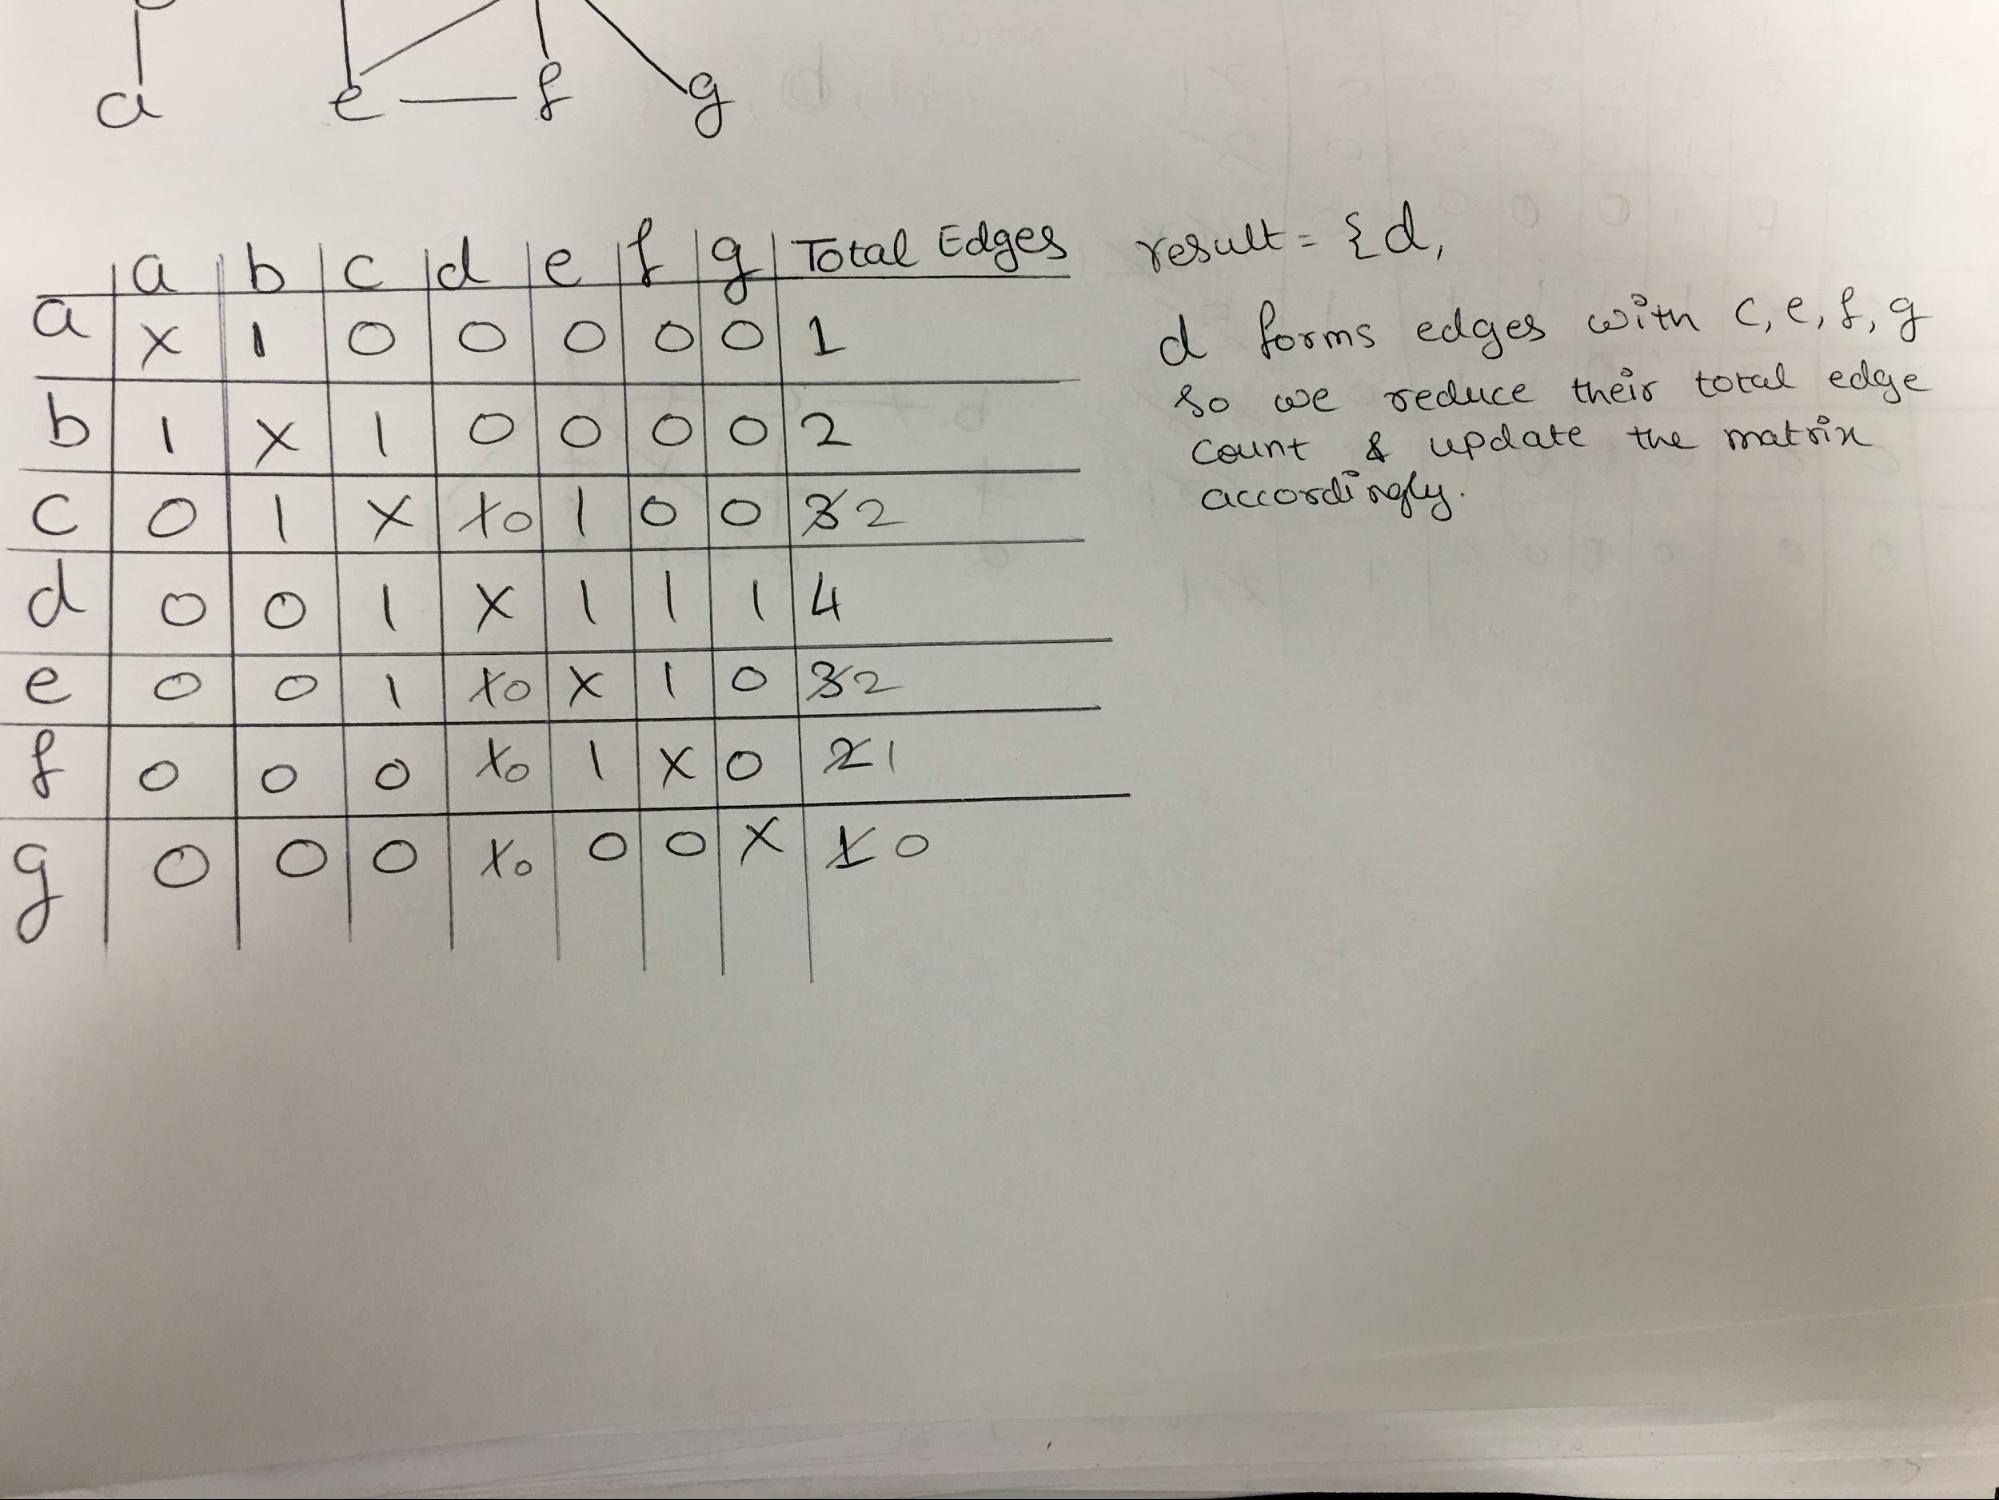 a e f g
a b c d e f g Total Edges
a x 1 0 0 0 0 0 1
b 1 x 1 0 0 0 0 2
c 0 1 x 1 0 1 0 0 3 2
d 0 0 1 x 1 1 1 4
e 0 0 1 1 0 x 1 0 3 2
f 0 0 0 1 0 1 x 0 2 1
g 0 0 0 1 0 0 0 x 1 0
result = {d,
d forms edges with c, e, f, g
so we reduce their total edge
count & update the matrix
accordingly.